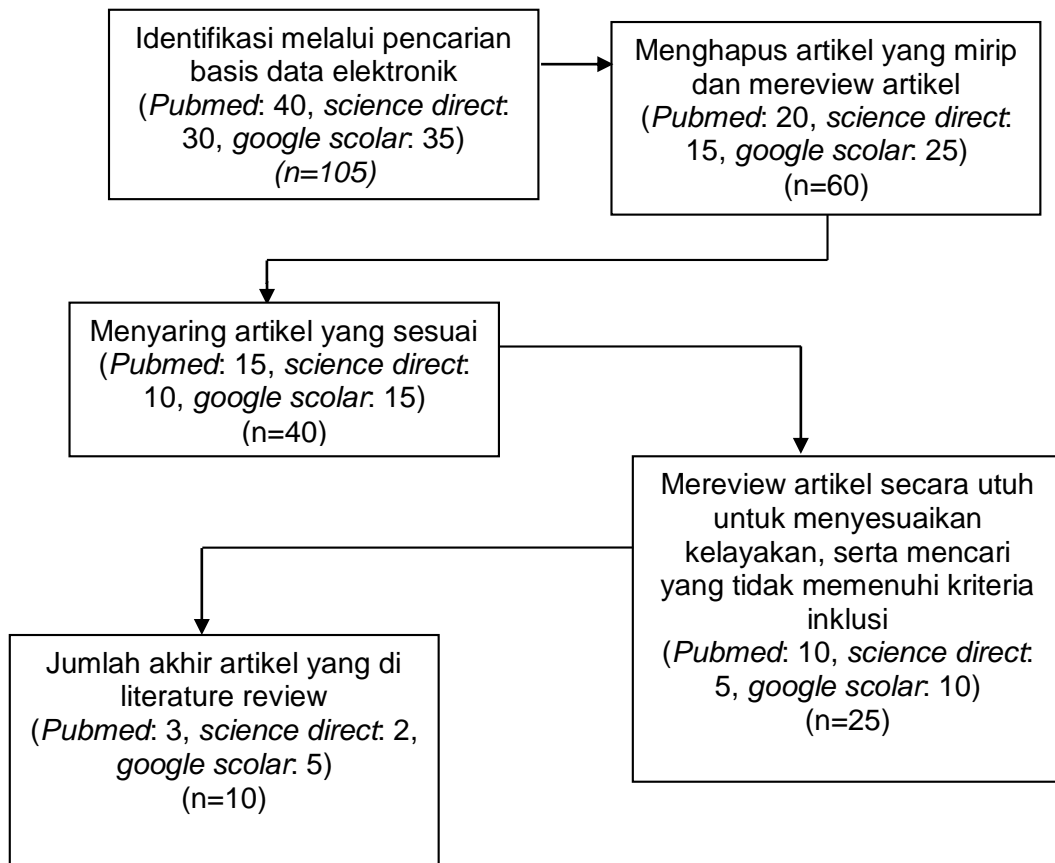 Identifikasi melalui pencarian
basis data elektronik
(Pubmed: 40, science direct:
30, google scolar: 35)
(n=105)
Menghapus artikel yang mirip
dan mereview artikel
(Pubmed: 20, science direct:
15, google scolar: 25)
(n=60)
Menyaring artikel yang sesuai
(Pubmed: 15, science direct:
10, google scolar: 15)
(n=40)
Mereview artikel secara utuh
untuk menyesuaikan
kelayakan, serta mencari
yang tidak memenuhi kriteria
inklusi
(Pubmed: 10, science direct:
5, google scolar: 10)
(n=25)
Jumlah akhir artikel yang di
literature review
(Pubmed: 3, science direct: 2,
google scolar: 5)
(n=10)